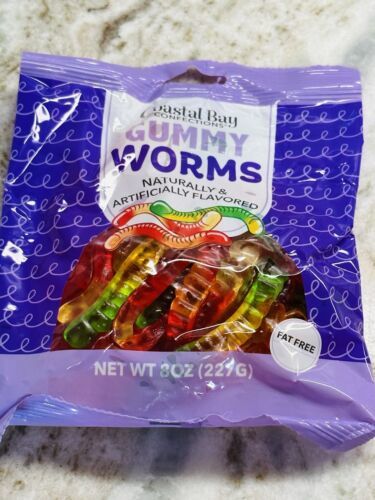 Coastal Bay
CONFECTIONS
GUMMY
WORMS
NATURALLY &
ARTIFICIALLY FLAVORED
FAT FREE
NET WT 8OZ (227G)